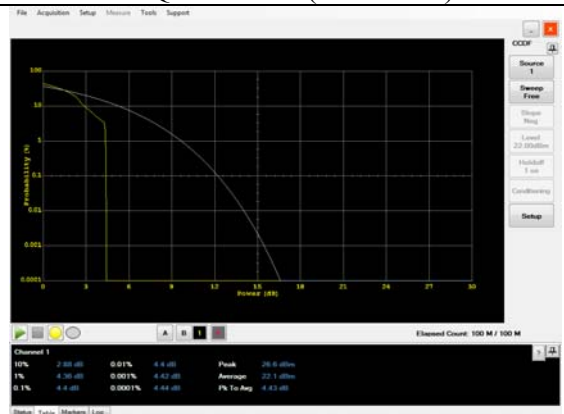 File Acquisition Setup Measure Tools Support
CCDF
Source
1
Sweep
Free
Slope
Neg
Level
22.00dBm
Holdoff
1 us
Conditioning
Setup
100
10
1
0.1
0.01
0.001
0.0001
Probability (%)
0 3 6 9 12 15 18 21 24 27 30
Power (dB)
A B 1
Elapsed Count: 100 M / 100 M
Channel 1
10% 2.88 dB 0.01% 4.4 dB Peak 26.6 dBm
1% 4.36 dB 0.001% 4.42 dB Average 22.1 dBm
0.1% 4.4 dB 0.0001% 4.44 dB Pk To Avg 4.43 dB
Status Table Markers Log